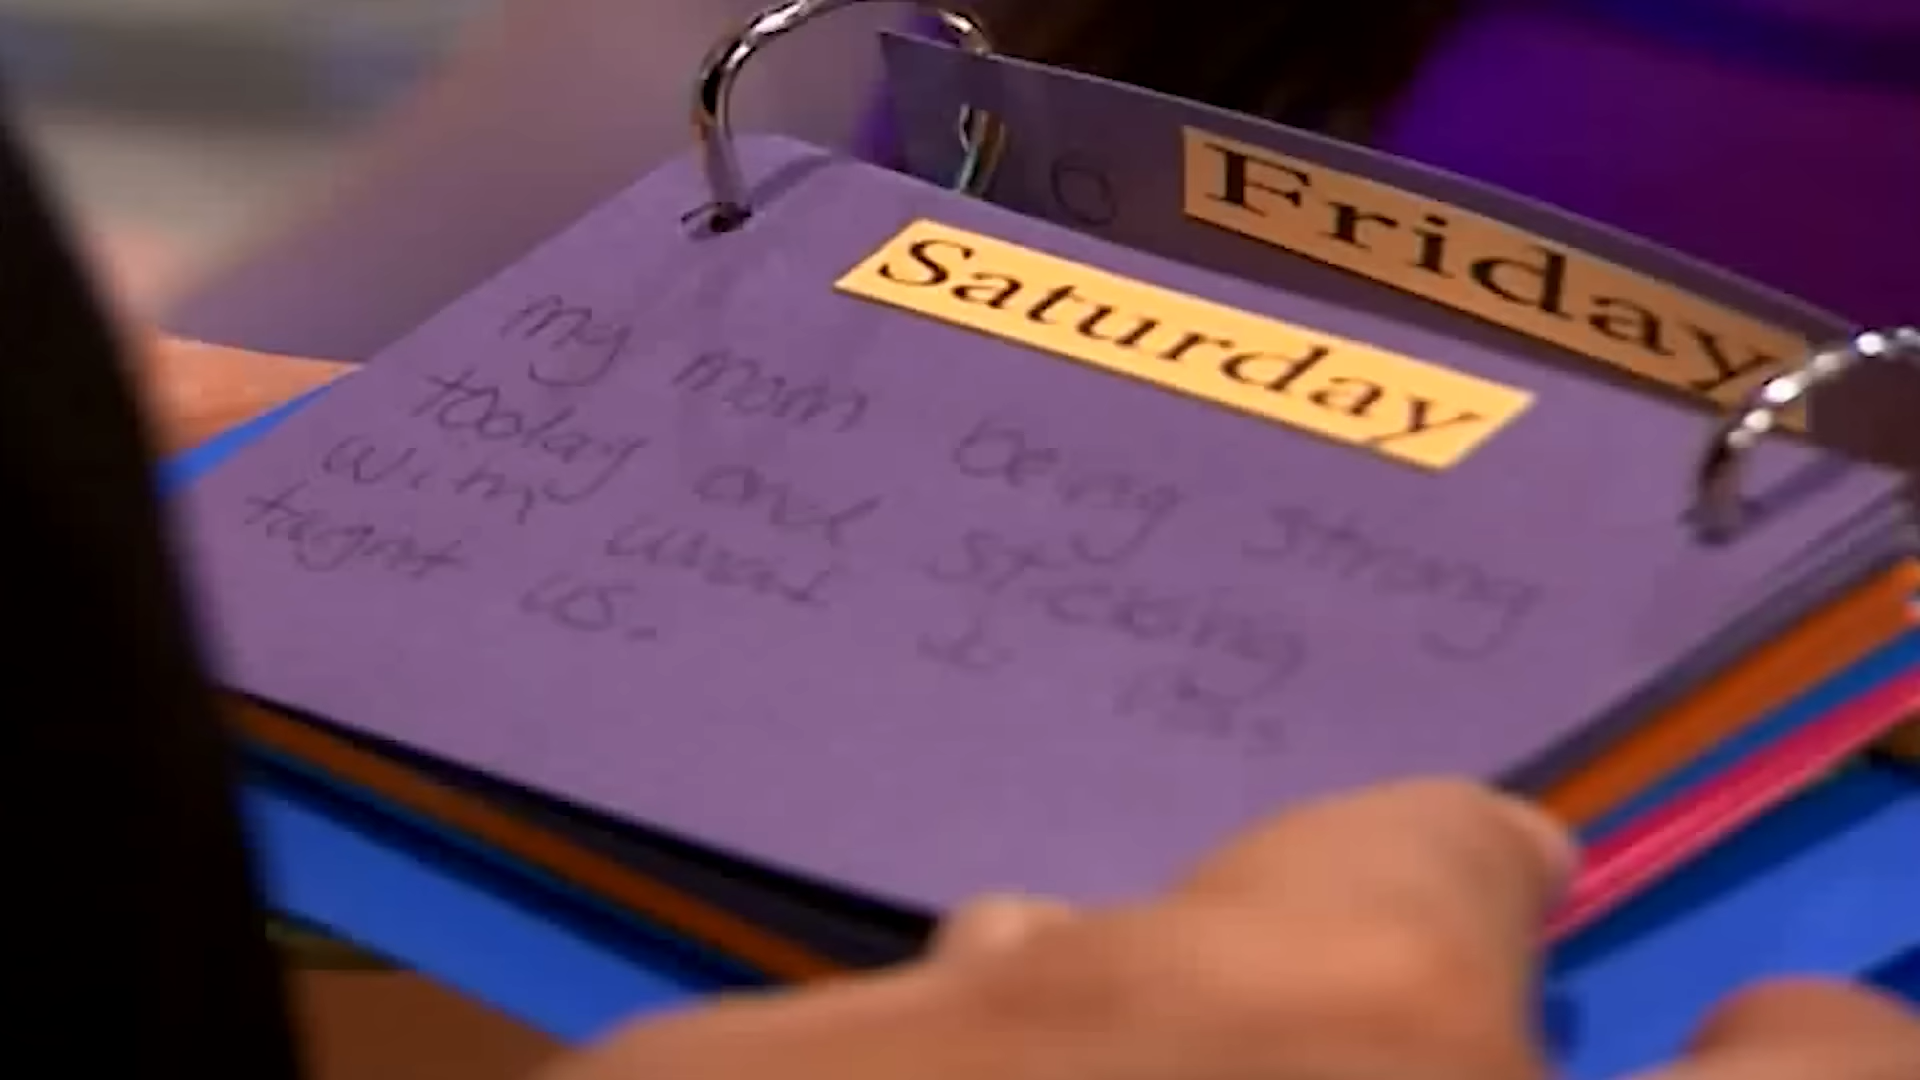 Friday
Saturday
my mom being strong
today and sticking
with what
taught us.